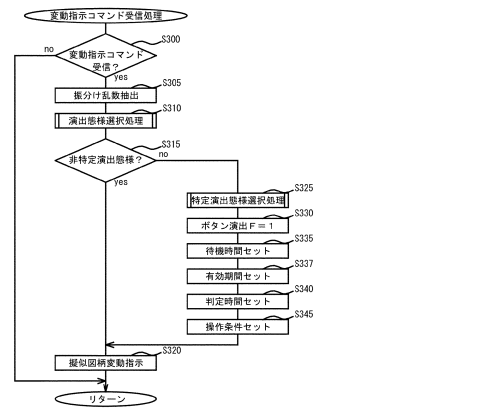 変動指示コマンド受信処理
S300
no
変動指示コマンド
受信？
yes
S305
振分け乱数抽出
S310
演出態様選択処理
S315
非特定演出態様？
no
yes
S325
特定演出態様選択処理
S330
ボタン演出Ｆ＝１
S335
待機時間セット
S337
有効期間セット
S340
判定時間セット
S345
操作条件セット
S320
擬似図柄変動指示
リターン